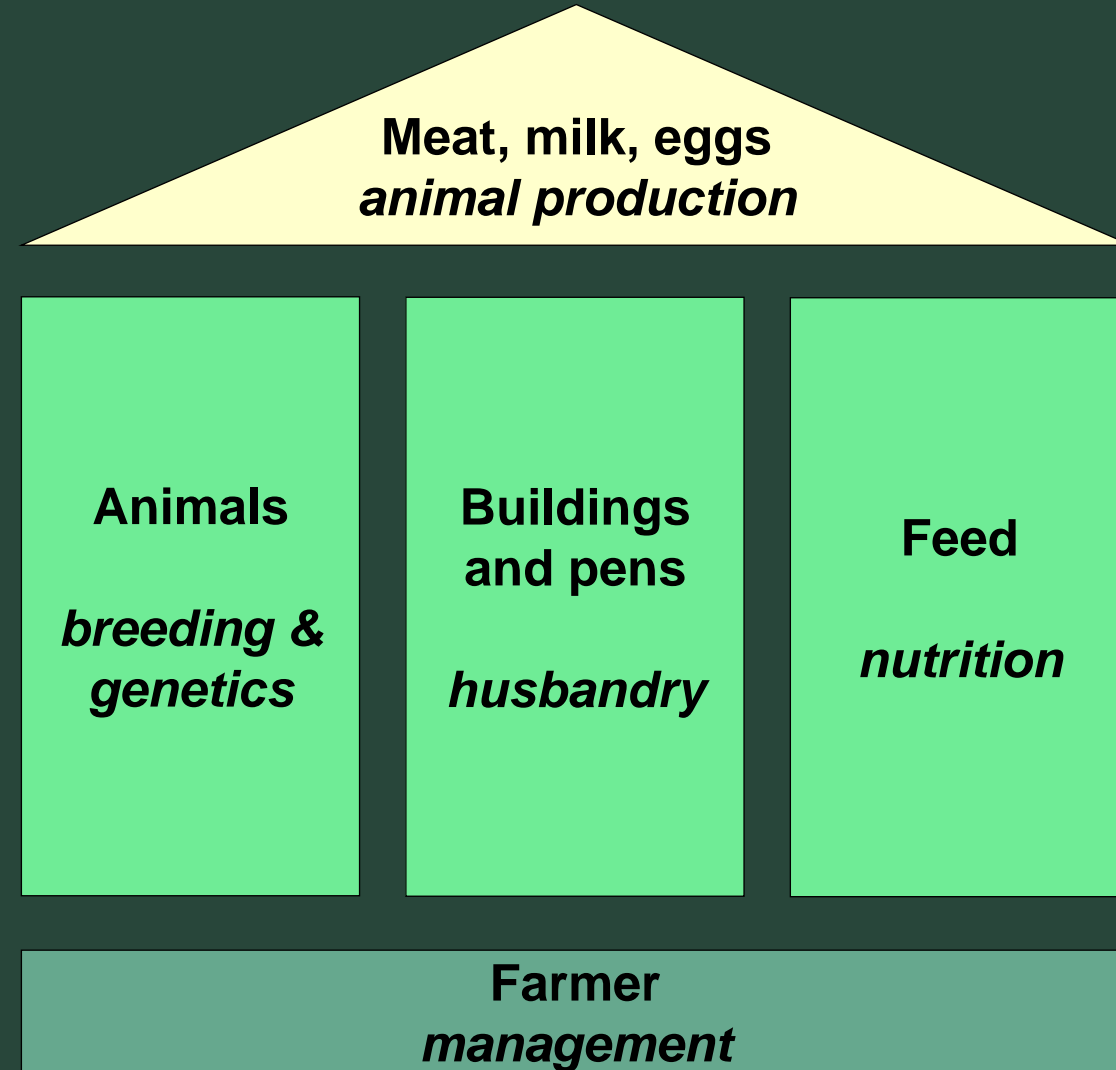 Meat, milk, eggs
animal production
Animals
breeding &
genetics
Buildings
and pens
husbandry
Feed
nutrition
Farmer
management